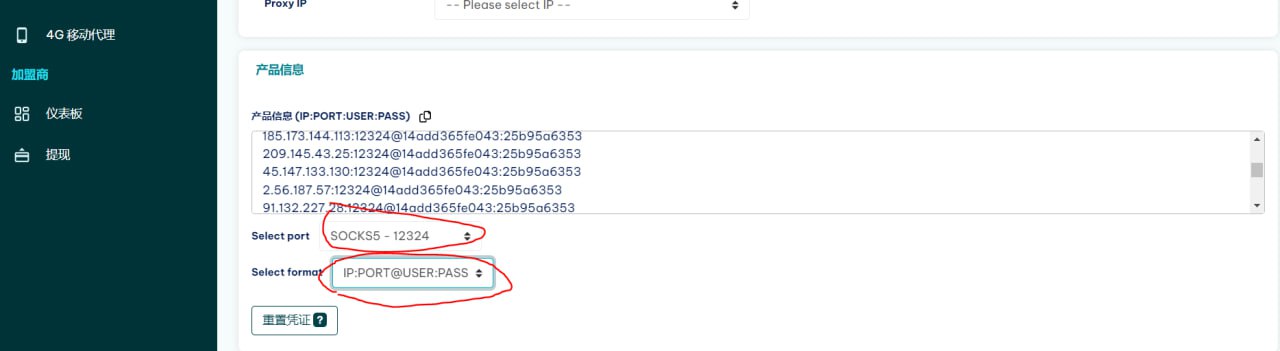 Proxy IP
-- Please select IP --
4G 移动代理
加盟商
仪表板
提现
产品信息
产品信息 (IP:PORT:USER:PASS)
185.173.144.113:12324@14add365fe043:25b95a6353
209.145.43.25:12324@14add365fe043:25b95a6353
45.147.133.130:12324@14add365fe043:25b95a6353
2.56.187.57:12324@14add365fe043:25b95a6353
91.132.227.28:12324@14add365fe043:25b95a6353
Select port
SOCKS5 - 12324
Select format
IP:PORT@USER:PASS
重置凭证 ?